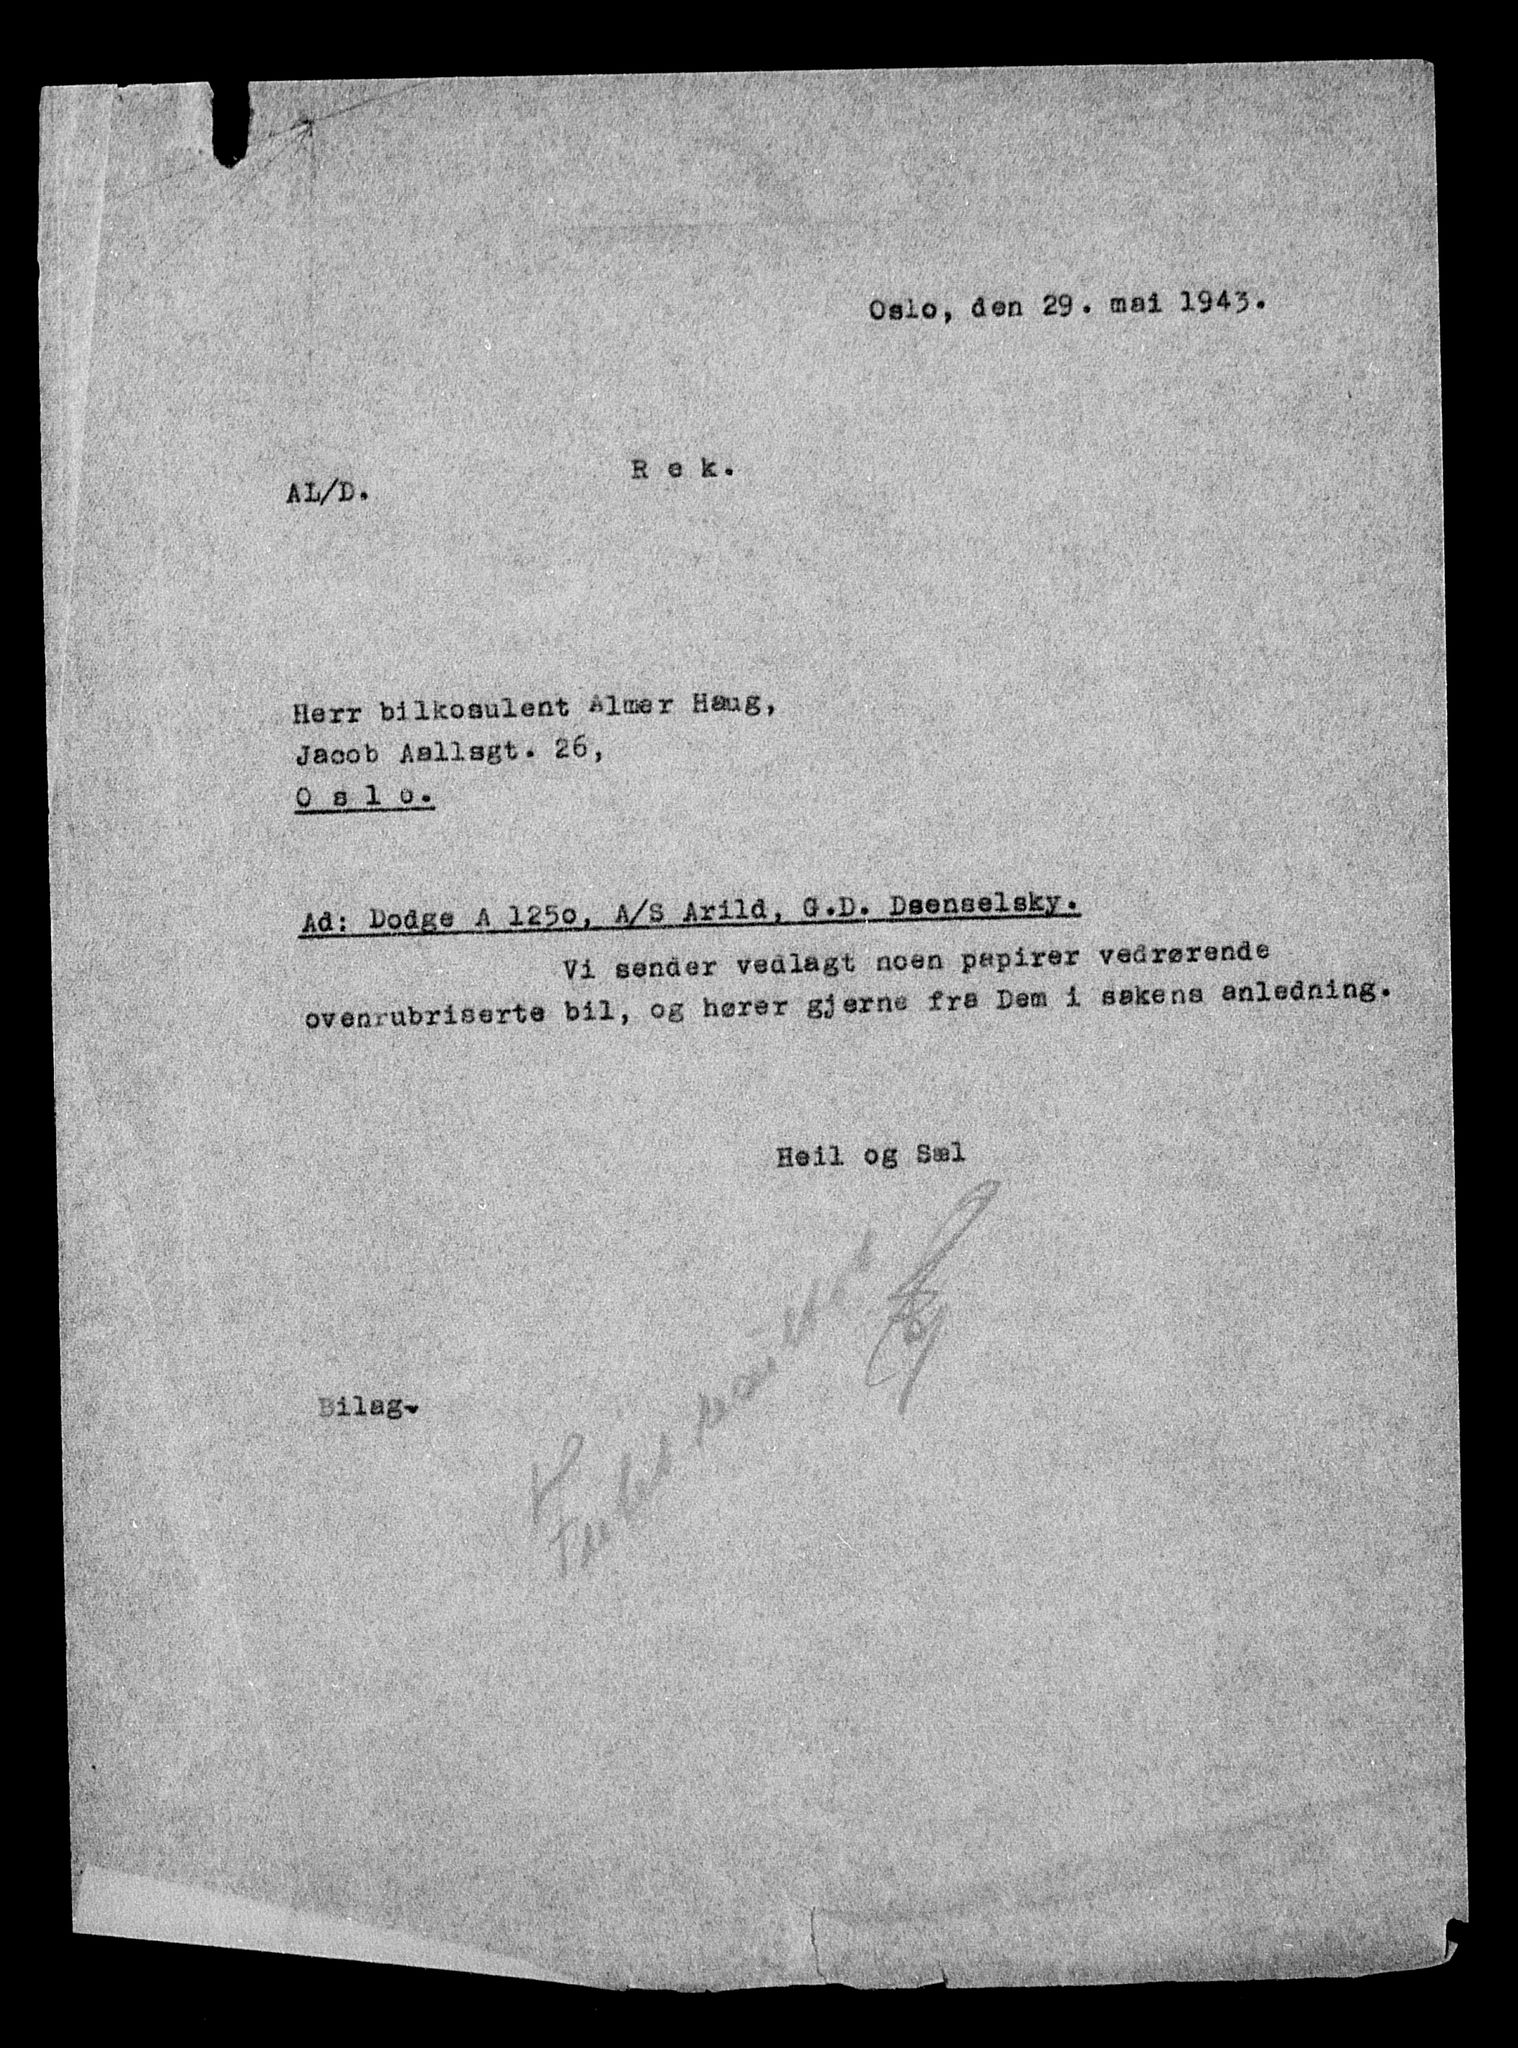 Oslo, den 29. mai 1943.
R e k.
AL/D.
Herr bilkosulent Almer Haug,
Jacob Aallsgt. 26,
O s l o.
Ad: Dodge A 1250, A/S Arild, G.D. Dsenselsky.
Vi sender vedlagt noen papirer vedrørende
ovenrubriserte bil, og hører gjerne fra Dem i sakens anledning.
Heil og Sæl
Bilag.